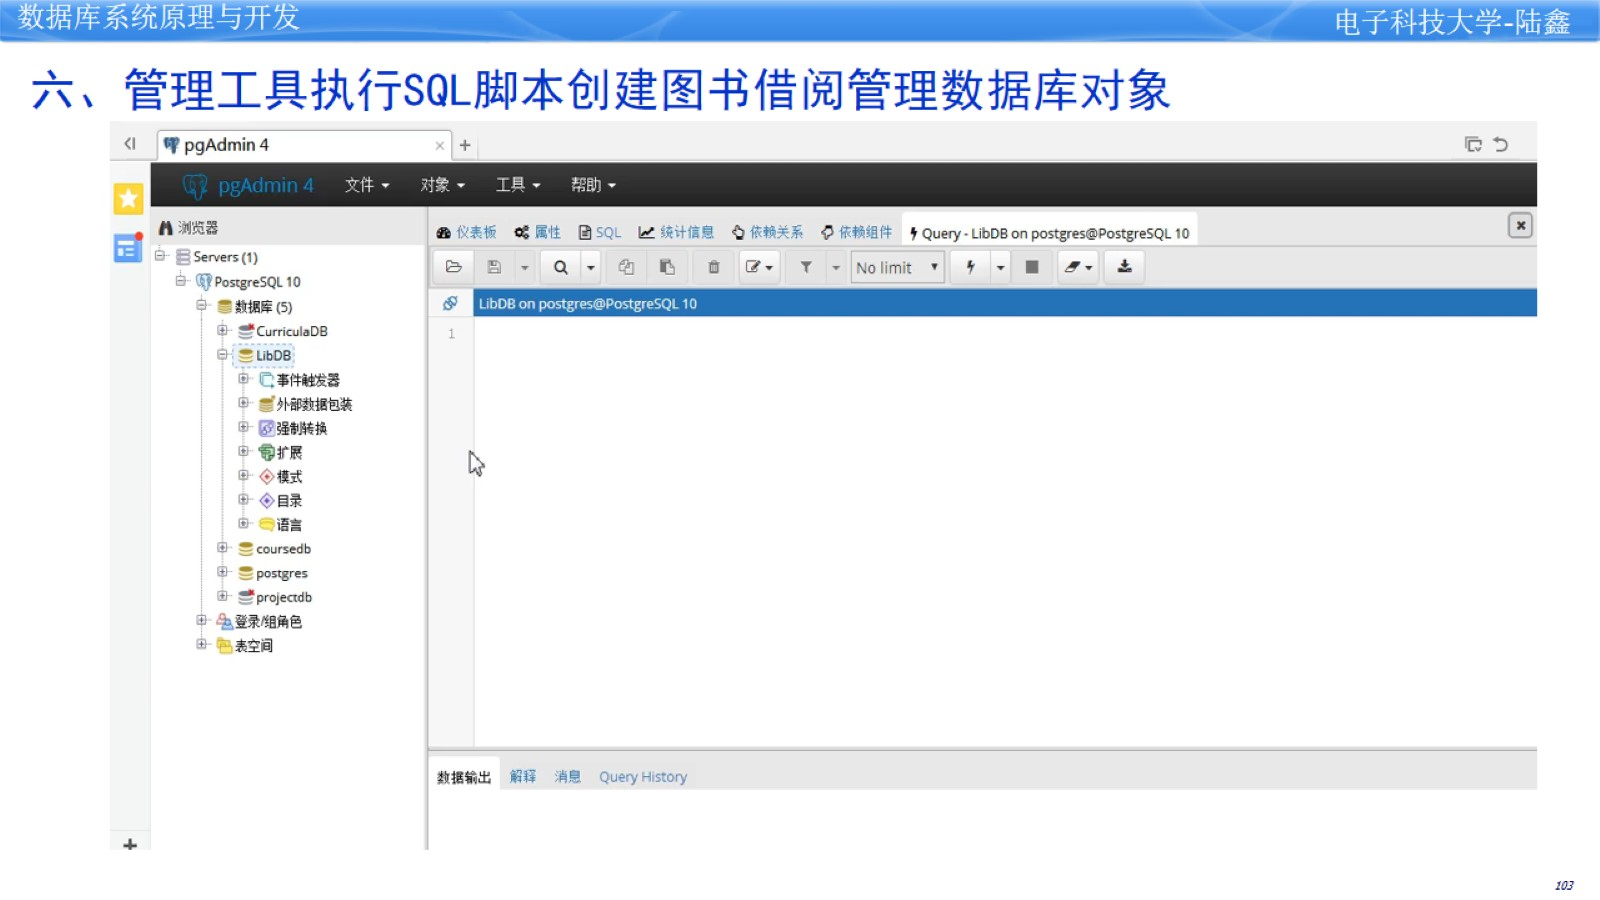 数据库系统原理与开发
电子科技大学-陆鑫
六、管理工具执行SQL脚本创建图书借阅管理数据库对象
pgAdmin 4
pgAdmin 4 文件 对象 工具 帮助
浏览器
仪表板 属性 SQL 统计信息 依赖关系 依赖组件 Query - LibDB on postgres@PostgreSQL 10
No limit
LibDB on postgres@PostgreSQL 10
1
Servers (1)
PostgreSQL 10
数据库 (5)
CurriculaDB
LibDB
事件触发器
外部数据包装
强制转换
扩展
模式
目录
语言
coursedb
postgres
projectdb
登录/组角色
表空间
数据输出 解释 消息 Query History
103